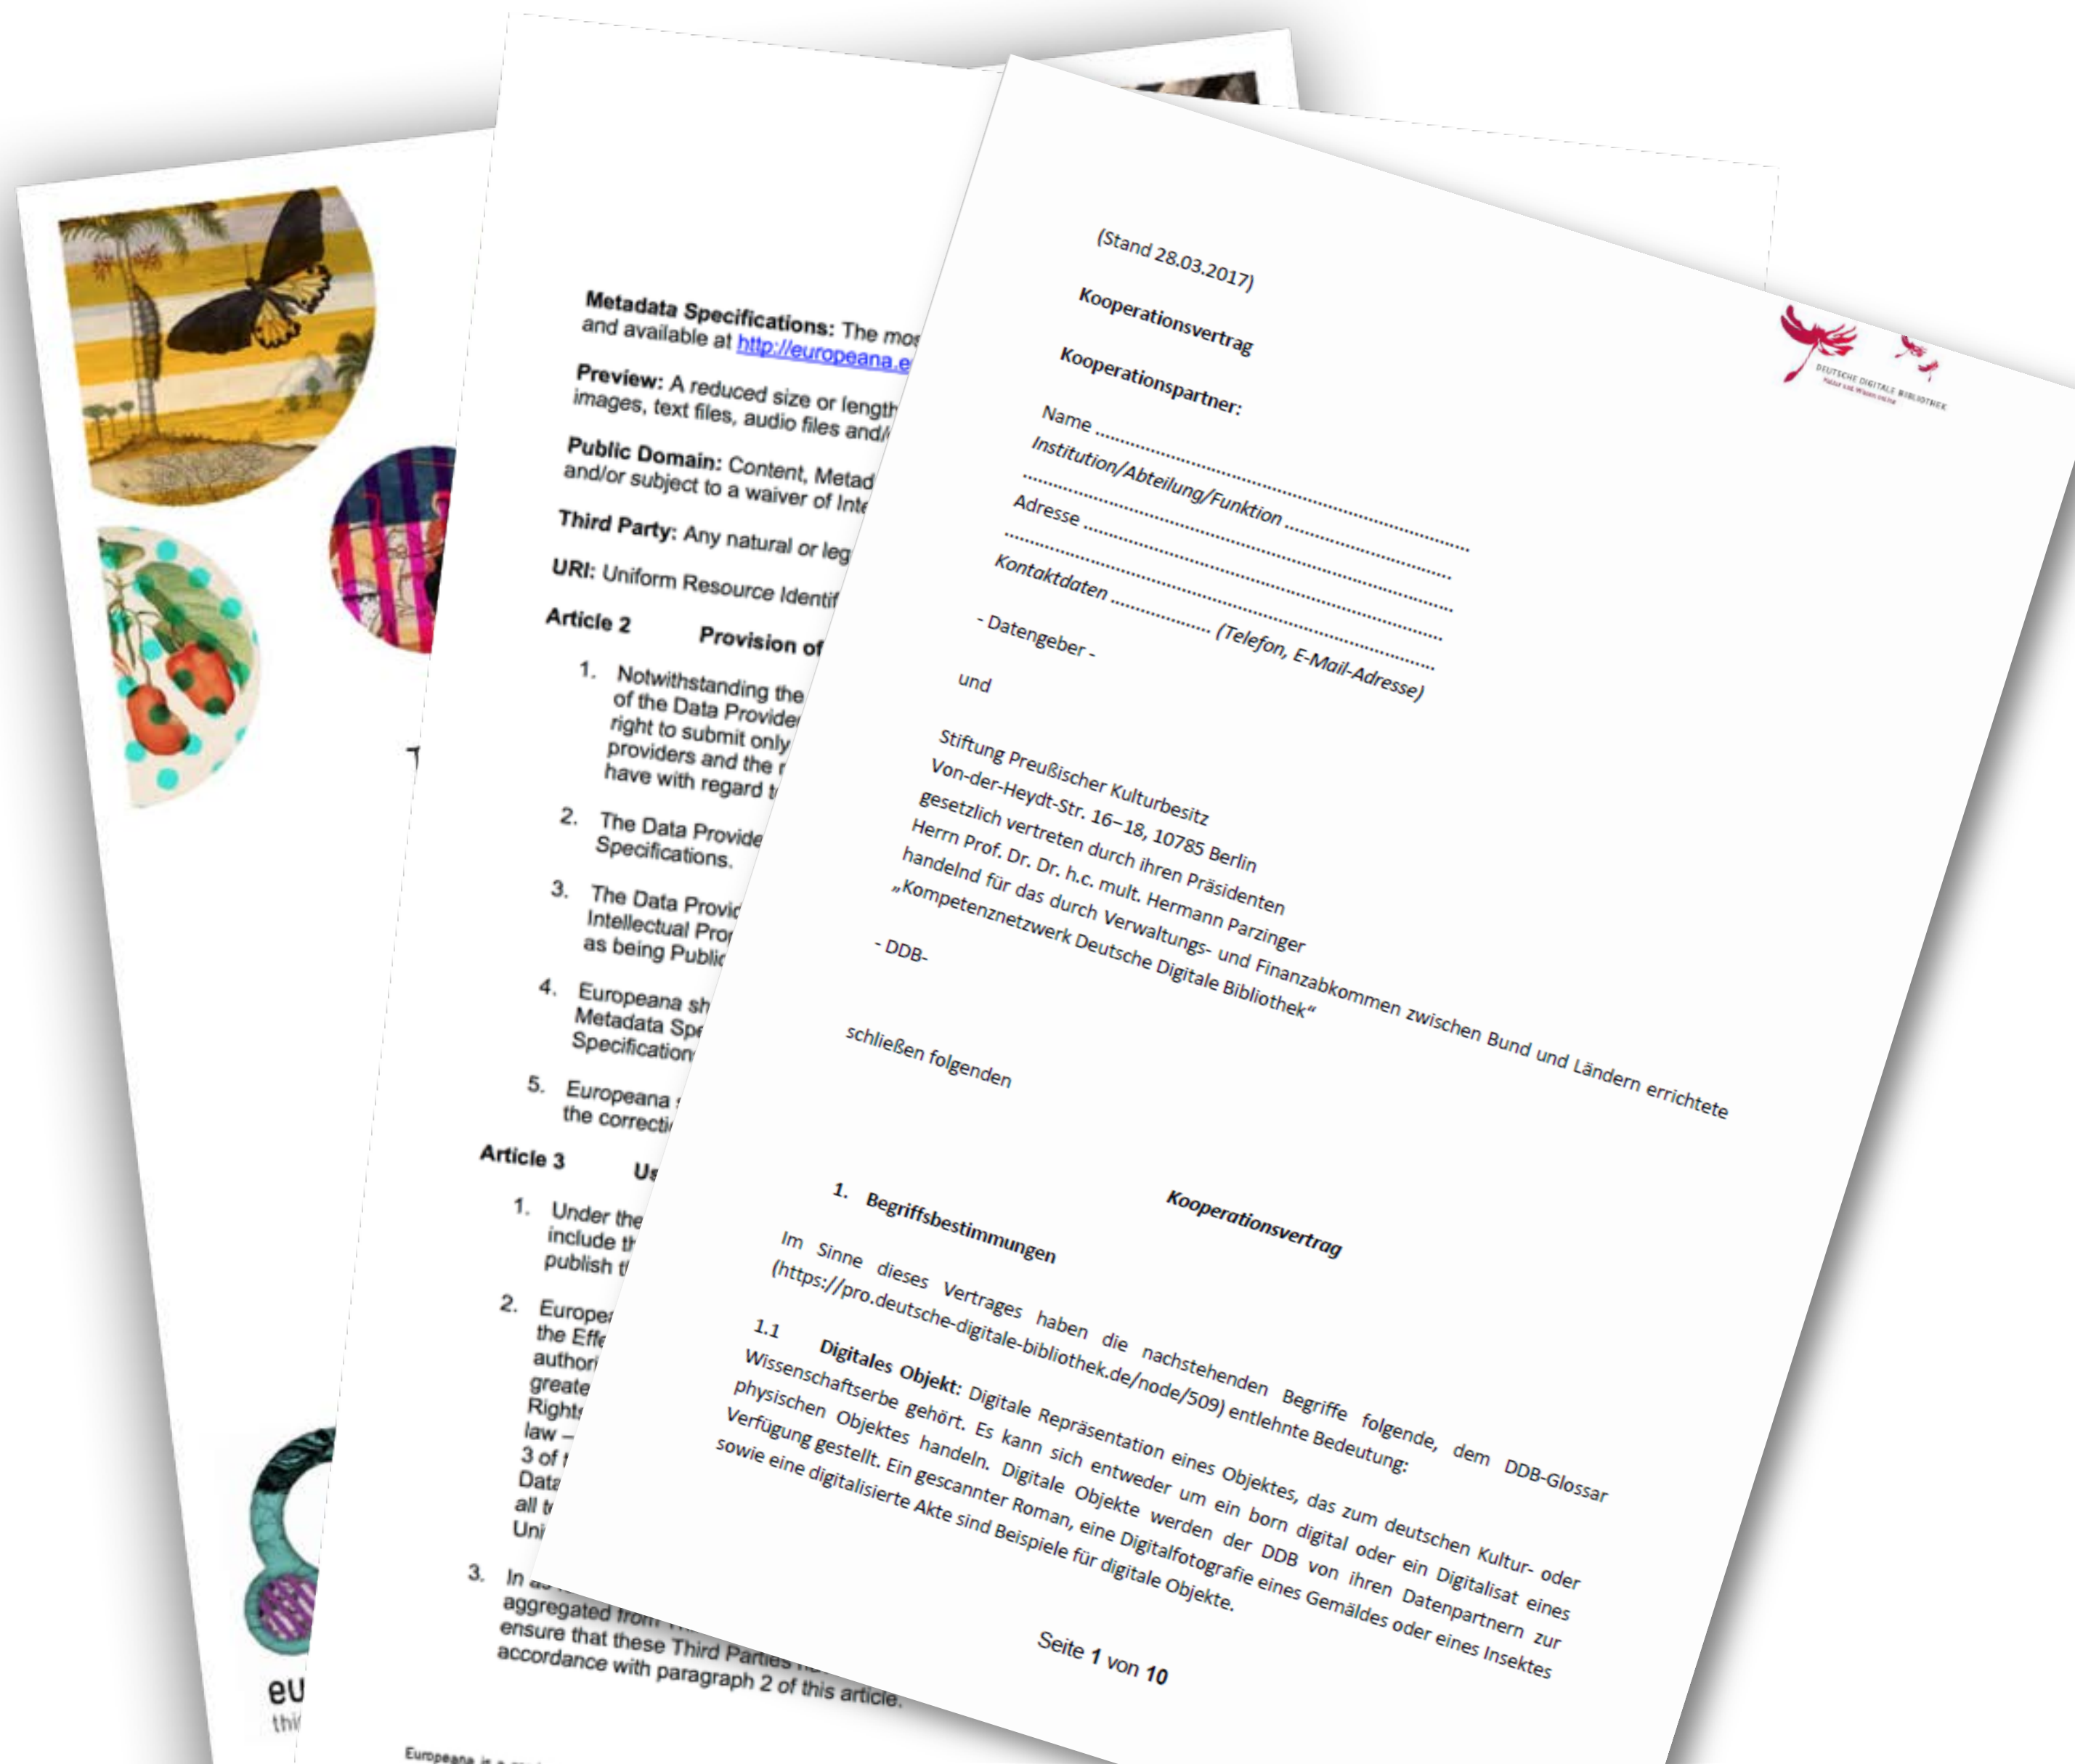 Metadata Specifications: The mos
and available at http://europeana.e
Preview: A reduced size or length
images, text files, audio files and/
Public Domain: Content, Metad
and/or subject to a waiver of Inte
Third Party: Any natural or leg
URI: Uniform Resource Identif
Article 2 Provision of
1. Notwithstanding the
of the Data Provide
right to submit only
providers and the
have with regard
2. The Data Provide
Specifications.
3. The Data Provid
Intellectual Prop
as being Public
4. Europeana sh
Metadata Spe
Specification
5. Europeana
the correcti
Article 3 Us
1. Under the
include th
publish t
2. Europea
the Effe
authori
greate
Rights
law –
3 of
Data
all t
Uni
3. In as
aggregated from
ensure that these Third Parties
accordance with paragraph 2 of this article.
Europeana is a
eu
thi
(Stand 28.03.2017)
Kooperationsvertrag
Kooperationspartner:
Name ............................................................
Institution/Abteilung/Funktion ..............................
............................................................
Adresse ............................................................
............................................................
Kontaktdaten .................. (Telefon, E-Mail-Adresse)
- Datengeber -
und
Stiftung Preußischer Kulturbesitz
Von-der-Heydt-Str. 16–18, 10785 Berlin
gesetzlich vertreten durch ihren Präsidenten
Herrn Prof. Dr. Dr. h.c. mult. Hermann Parzinger
handelnd für das durch Verwaltungs- und Finanzabkommen zwischen Bund und Ländern errichtete
„Kompetenznetzwerk Deutsche Digitale Bibliothek“
- DDB-
schließen folgenden
Kooperationsvertrag
1. Begriffsbestimmungen
Im Sinne dieses Vertrages haben die nachstehenden Begriffe folgende, dem DDB-Glossar
(https://pro.deutsche-digitale-bibliothek.de/node/509) entlehnte Bedeutung:
1.1 Digitales Objekt: Digitale Repräsentation eines Objektes, das zum deutschen Kultur- oder
Wissenschaftserbe gehört. Es kann sich entweder um ein born digital oder ein Digitalisat eines
physischen Objektes handeln. Digitale Objekte werden der DDB von ihren Datenpartnern zur
Verfügung gestellt. Ein gescannter Roman, eine Digitalfotografie eines Gemäldes oder eines Insektes
sowie eine digitalisierte Akte sind Beispiele für digitale Objekte.
Seite 1 von 10
DEUTSCHE DIGITALE BIBLIOTHEK
Kultur und Wissen online